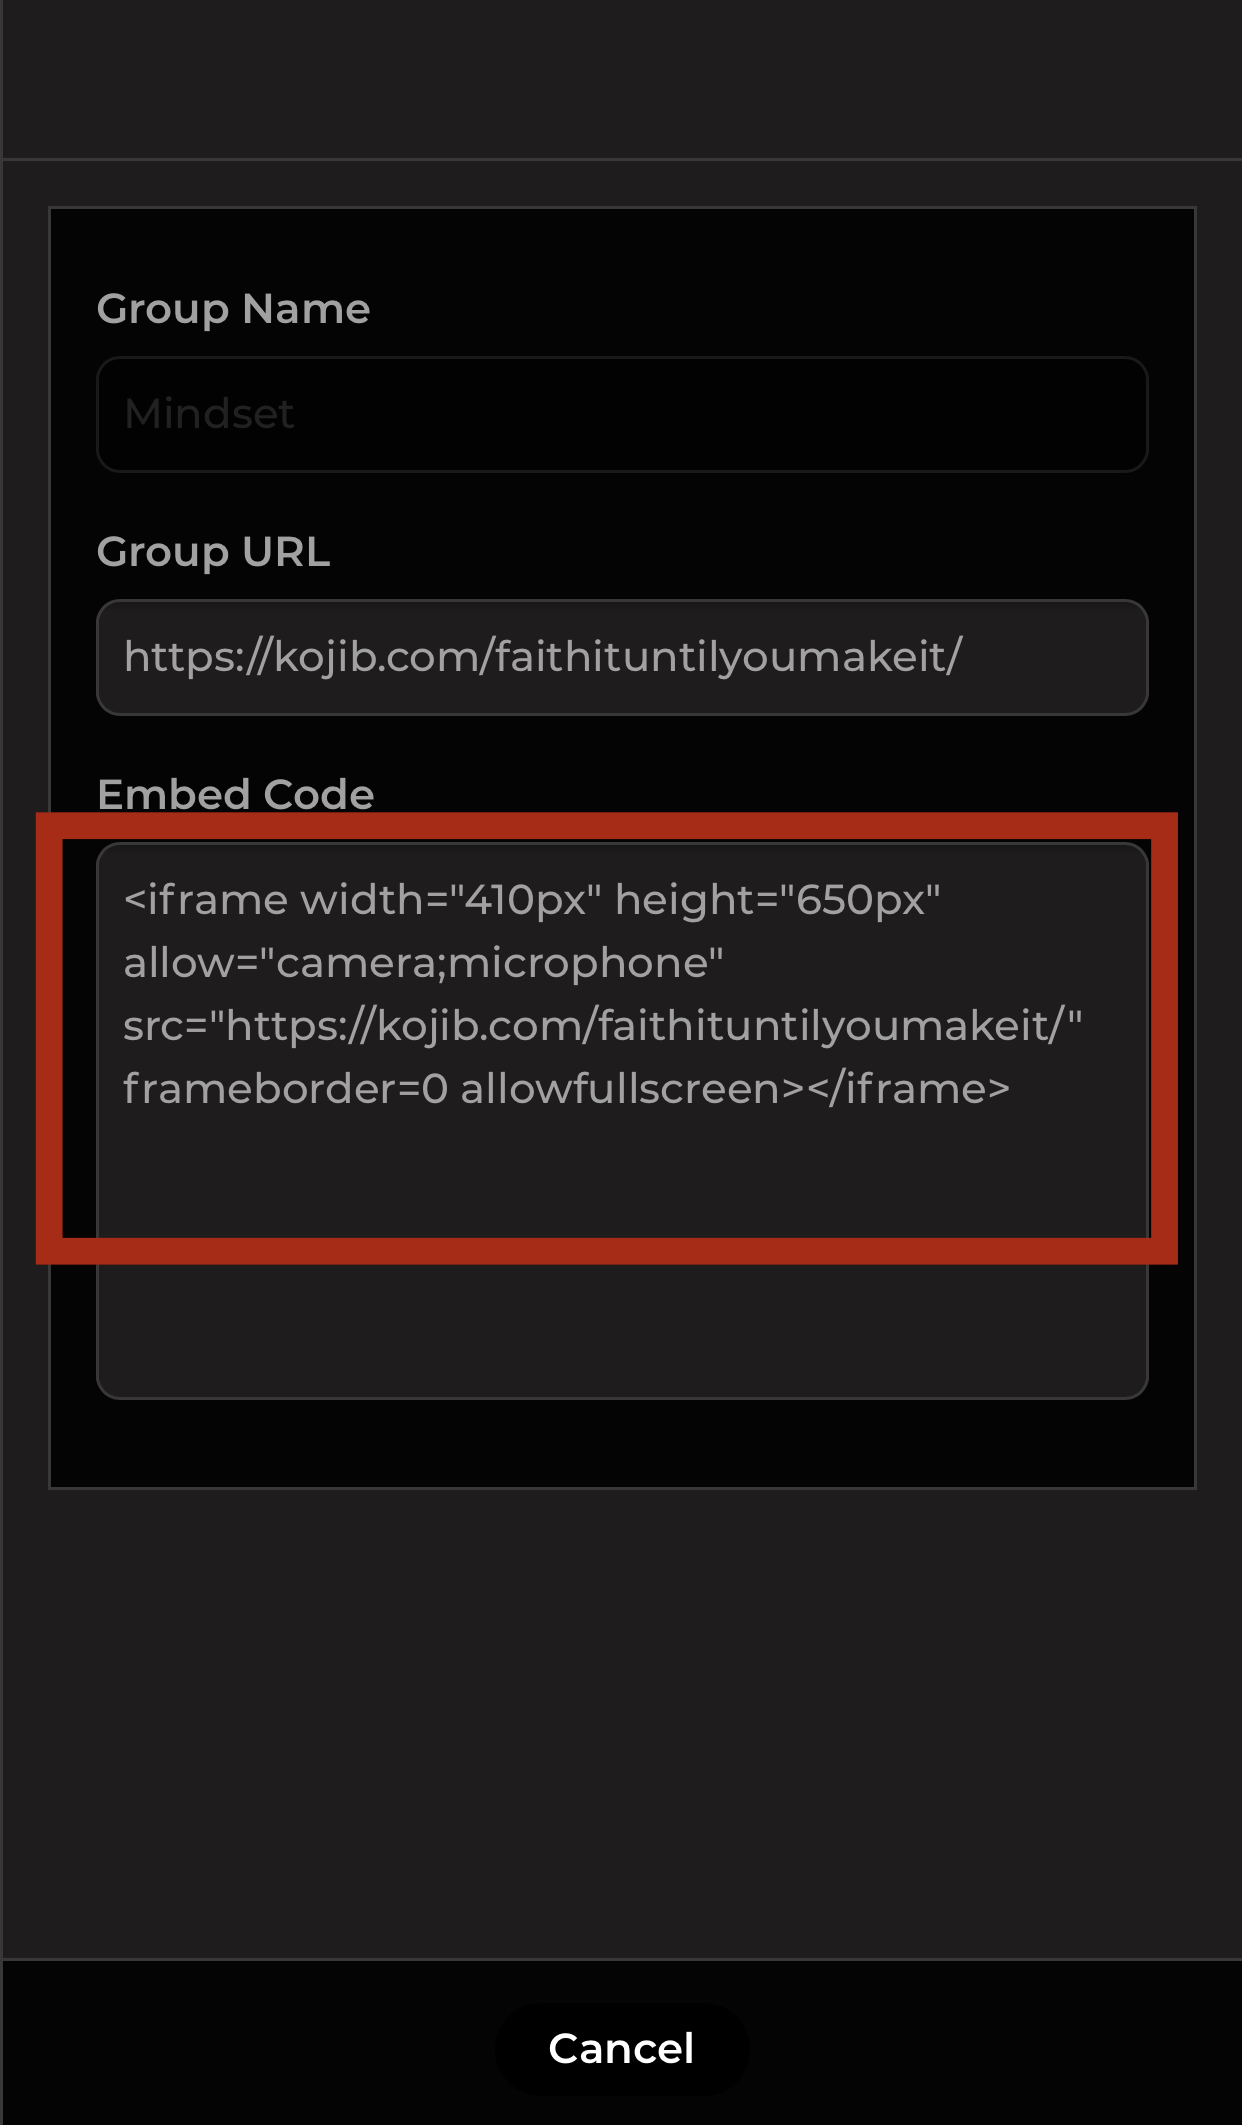 Group Name
Mindset
Group URL
https://kojib.com/faithituntilyoumakeit/
Embed Code
<iframe width="410px" height="650px"
allow="camera;microphone"
src="https://kojib.com/faithituntilyoumakeit/"
frameborder=0 allowfullscreen></iframe>
Cancel